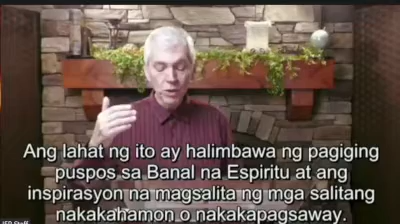 Ang lahat ng ito ay halimbawa ng pagiging
puspos sa Banal na Espiritu at ang
inspirasyon na magsalita ng mga salitang
nakakahamon o nakakapagsaway.